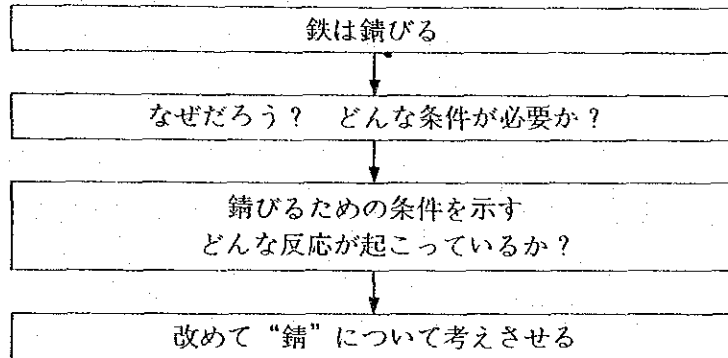 鉄は錆びる
なぜだろう？　どんな条件が必要か？
錆びるための条件を示す
どんな反応が起こっているか？
改めて“錆”について考えさせる